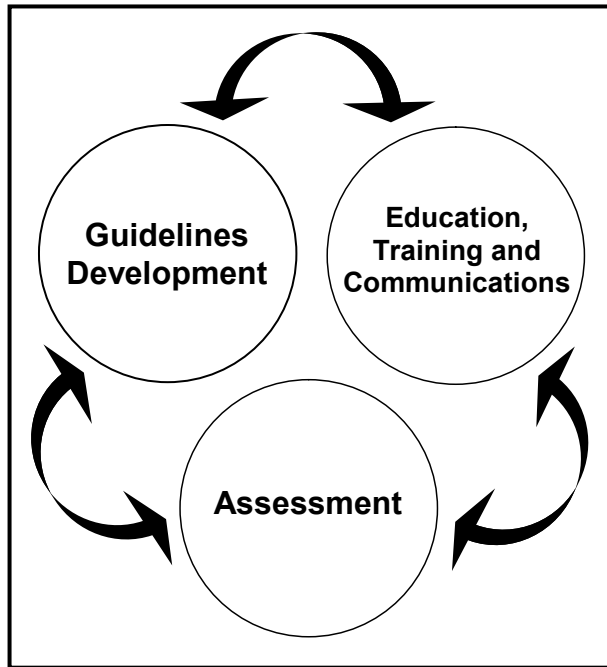 Guidelines
Development
Education,
Training and
Communications
Assessment